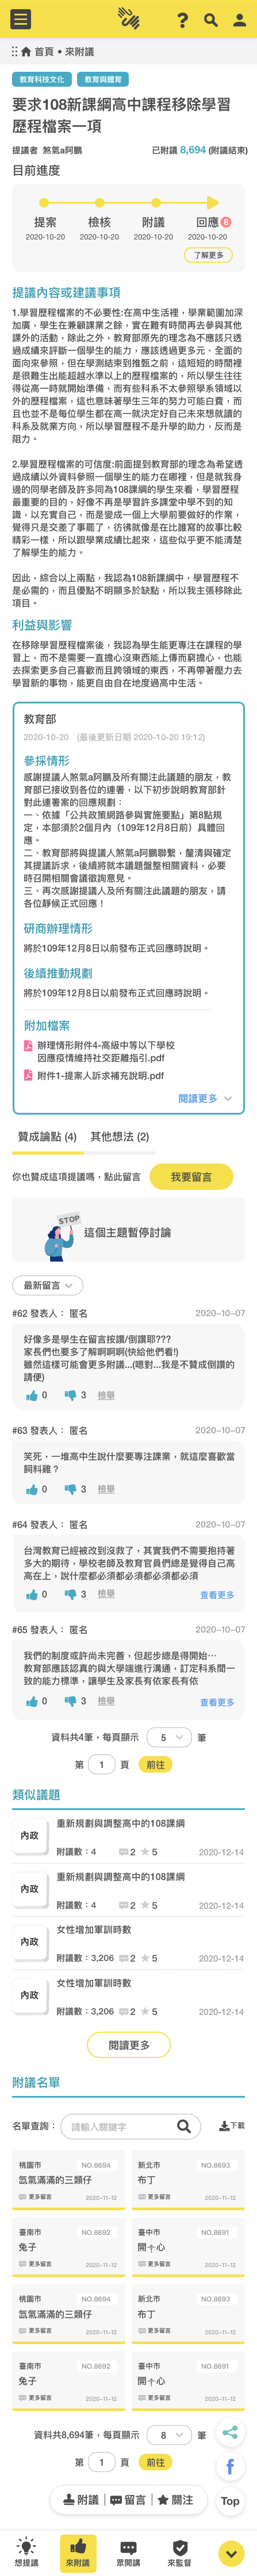 首頁 • 來附議
教育科技文化 教育與體育
要求108新課綱高中課程移除學習
歷程檔案一項
提議者 熬氣a阿鵬 已附議 8,694 (附議結束)
目前進度
提案 檢核 附議 回應 8
2020-10-20 2020-10-20 2020-10-20 2020-10-20
了解更多
提議內容或建議事項
1.學習歷程檔案的不必要性:在高中生活裡，學業範圍加深
加廣，學生在兼顧課業之餘，實在難有時間再去參與其他
課外的活動，除此之外，教育部原先的理念為不應該只透
過成績來評斷一個學生的能力，應該透過更多元、全面的
面向來參照，但在學測結束到推甄之前，這短短的時間裡
是很難生出能超越水準以上的歷程檔案的，所以學生往往
得從高一時就開始準備，而有些科系不太參照學系領域以
外的歷程檔案，這也意味著學生三年的努力可能白費，而
且也並不是每位學生都在高一就決定好自己未來想就讀的
科系及就業方向，所以學習歷程不是升學的助力，反而是
阻力。
2.學習歷程檔案的可信度:前面提到教育部的理念為希望透
過成績以外資料參照一個學生的能力在哪裡，但是就我身
邊的同學老師及許多同為108課綱的學生來看，學習歷程
最重要的目的，好像不再是學習許多課堂中學不到的知
識，以充實自己，而是變成一個上大學前要做好的作業，
覺得只是交差了事罷了，彷彿就像是在比誰寫的故事比較
精彩一樣，所以跟學業成績比起來，這些似乎更不能清楚
了解學生的能力。
因此，綜合以上兩點，我認為108新課綱中，學習歷程不
是必需的，而且優點不明顯多於缺點，所以我主張移除此
項目。
利益與影響
在移除學習歷程檔案後，我認為學生能更專注在課程的學
習上，而不是需要一直擔心沒東西能上傳而窮擔心，也能
去探索更多自己喜歡而且跨領域的東西，不再帶著壓力去
學習新的事物，能更自由自在地度過高中生活。
教育部
2020-10-20 (最後更新日期 2020-10-20 19:12)
參採情形
感謝提議人煞氣a阿鵬及所有關注此議題的朋友，教
育部已接收到各位的連署，以下初步說明教育部針
對此連署案的回應規劃：
一、依據「公共政策網路參與實施要點」第8點規
定，本部須於2個月內（109年12月8日前）具體回
應。
二、教育部將與提議人煞氣a阿鵬聯繫，釐清與確定
其提議訴求，後續將就本議題盤整相關資料，必要
時召開相關會議徵詢意見。
三、再次感謝提議人及所有關注此議題的朋友，請
各位靜候正式回應！
研商辦理情形
將於109年12月8日以前發布正式回應時說明。
後續推動規劃
將於109年12月8日以前發布正式回應時說明。
附加檔案
辦理情形附件4-高級中等以下學校
因應疫情維持社交距離指引.pdf
附件1-提案人訴求補充說明.pdf
閱讀更多
贊成論點 (4) 其他想法 (2)
你也贊成這項提議嗎，點此留言 我要留言
STOP
這個主題暫停討論
最新留言
#62 發表人： 匿名 2020-10-07
好像多是學生在留言按讚/倒讚耶???
家長們也要多了解啊啊啊(快給他們看!)
雖然這樣可能會更多附議...(嗯對...我是不贊成倒讚的
請便)
0 3 檢舉
#63 發表人： 匿名 2020-10-07
笑死，一堆高中生說什麼要專注課業，就這麼喜歡當
飼料雞？
0 3 檢舉
#64 發表人： 匿名 2020-10-07
台灣教育已經被改到沒救了，其實我們不需要抱持著
多大的期待，學校老師及教育官員們總是覺得自己高
高在上，說什麼都必須都必須都必須都必須
0 3 檢舉 查看更多
#65 發表人： 匿名 2020-10-07
我們的制度或許尚未完善，但起步總是得開始…
教育部應該認真的與大學端進行溝通，訂定科系間一
致的能力標準，讓學生及家長有依家長有依
0 3 檢舉 查看更多
資料共4筆，每頁顯示 5 筆
第 1 頁 前往
類似議題
內政 重新規劃與調整高中的108課綱
附議數：4 2 5 2020-12-14
內政 重新規劃與調整高中的108課綱
附議數：4 2 5 2020-12-14
內政 女性增加軍訓時數
附議數：3,206 2 5 2020-12-14
內政 女性增加軍訓時數
附議數：3,206 2 5 2020-12-14
閱讀更多
附議名單
名單查詢： 請輸入關鍵字 下載
桃園市 NO.8694 新北市 NO.8693
氙氣滿滿的三類仔 布丁
更多留言 2020-11-12 更多留言 2020-11-12
臺南市 NO.8692 臺中市 NO.8691
兔子 開↑心
更多留言 2020-11-12 更多留言 2020-11-12
桃園市 NO.8694 新北市 NO.8693
氙氣滿滿的三類仔 布丁
更多留言 2020-11-12 更多留言 2020-11-12
臺南市 NO.8692 臺中市 NO.8691
兔子 開↑心
更多留言 2020-11-12 更多留言 2020-11-12
資料共8,694筆，每頁顯示 8 筆
第 1 頁 前往
附議 留言 關注 Top
想提議 來附議 眾開講 來監督